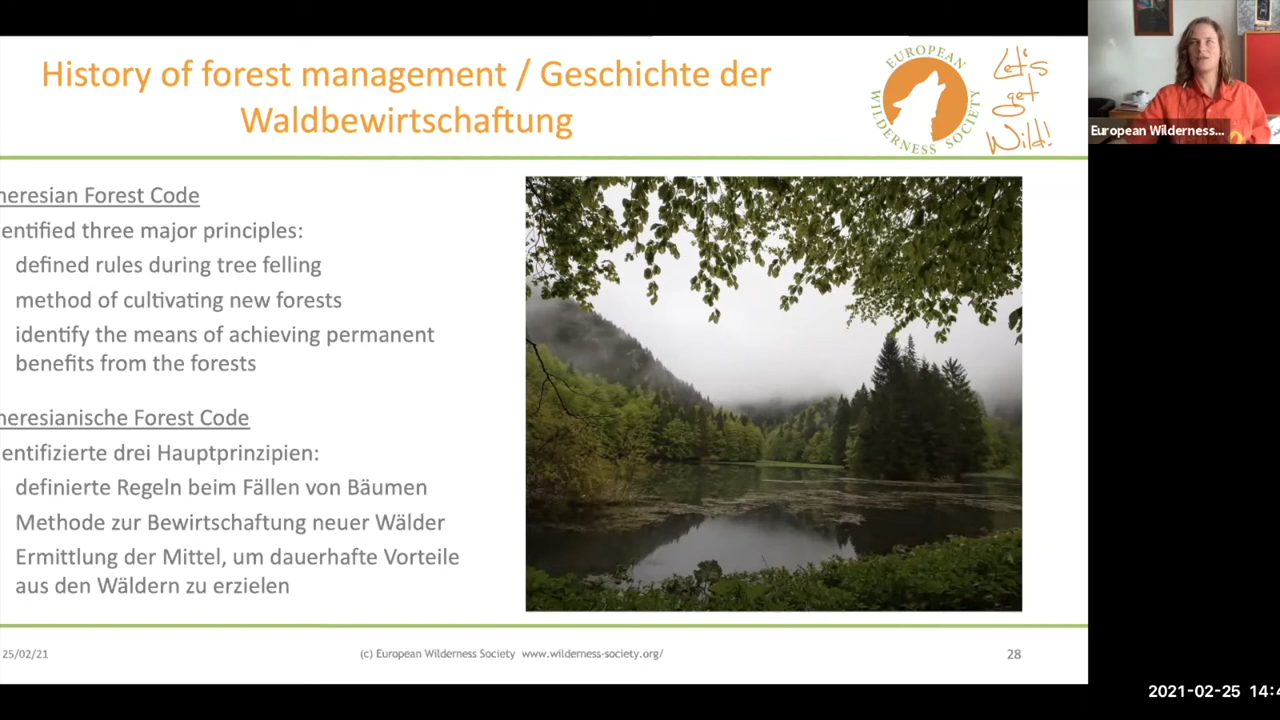 History of forest management / Geschichte der
Waldbewirtschaftung
EUROPEAN
WILDERNESS SOCIETY
Let's
get
Wild!
European Wilderness...
heresian Forest Code
entified three major principles:
defined rules during tree felling
method of cultivating new forests
identify the means of achieving permanent
benefits from the forests
heresianische Forest Code
entifizierte drei Hauptprinzipien:
definierte Regeln beim Fällen von Bäumen
Methode zur Bewirtschaftung neuer Wälder
Ermittlung der Mittel, um dauerhafte Vorteile
aus den Wäldern zu erzielen
25/02/21
(c) European Wilderness Society www.wilderness-society.org/
28
2021-02-25 14:4